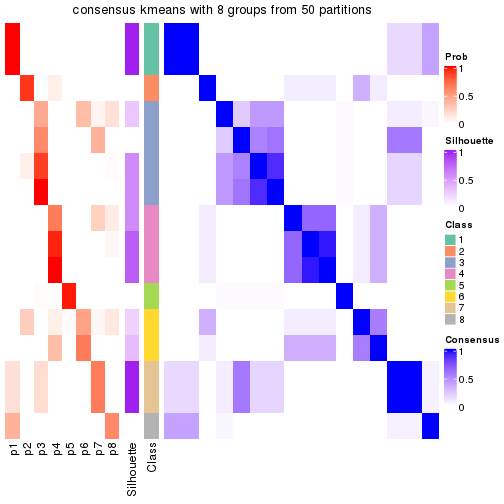 consensus kmeans with 8 groups from 50 partitions
Prob
1
0.5
0
Silhouette
1
0.5
0
Class
1
2
3
4
5
6
7
8
Consensus
1
0.5
0
p1
p2
p3
p4
p5
p6
p7
p8
Silhouette
Class